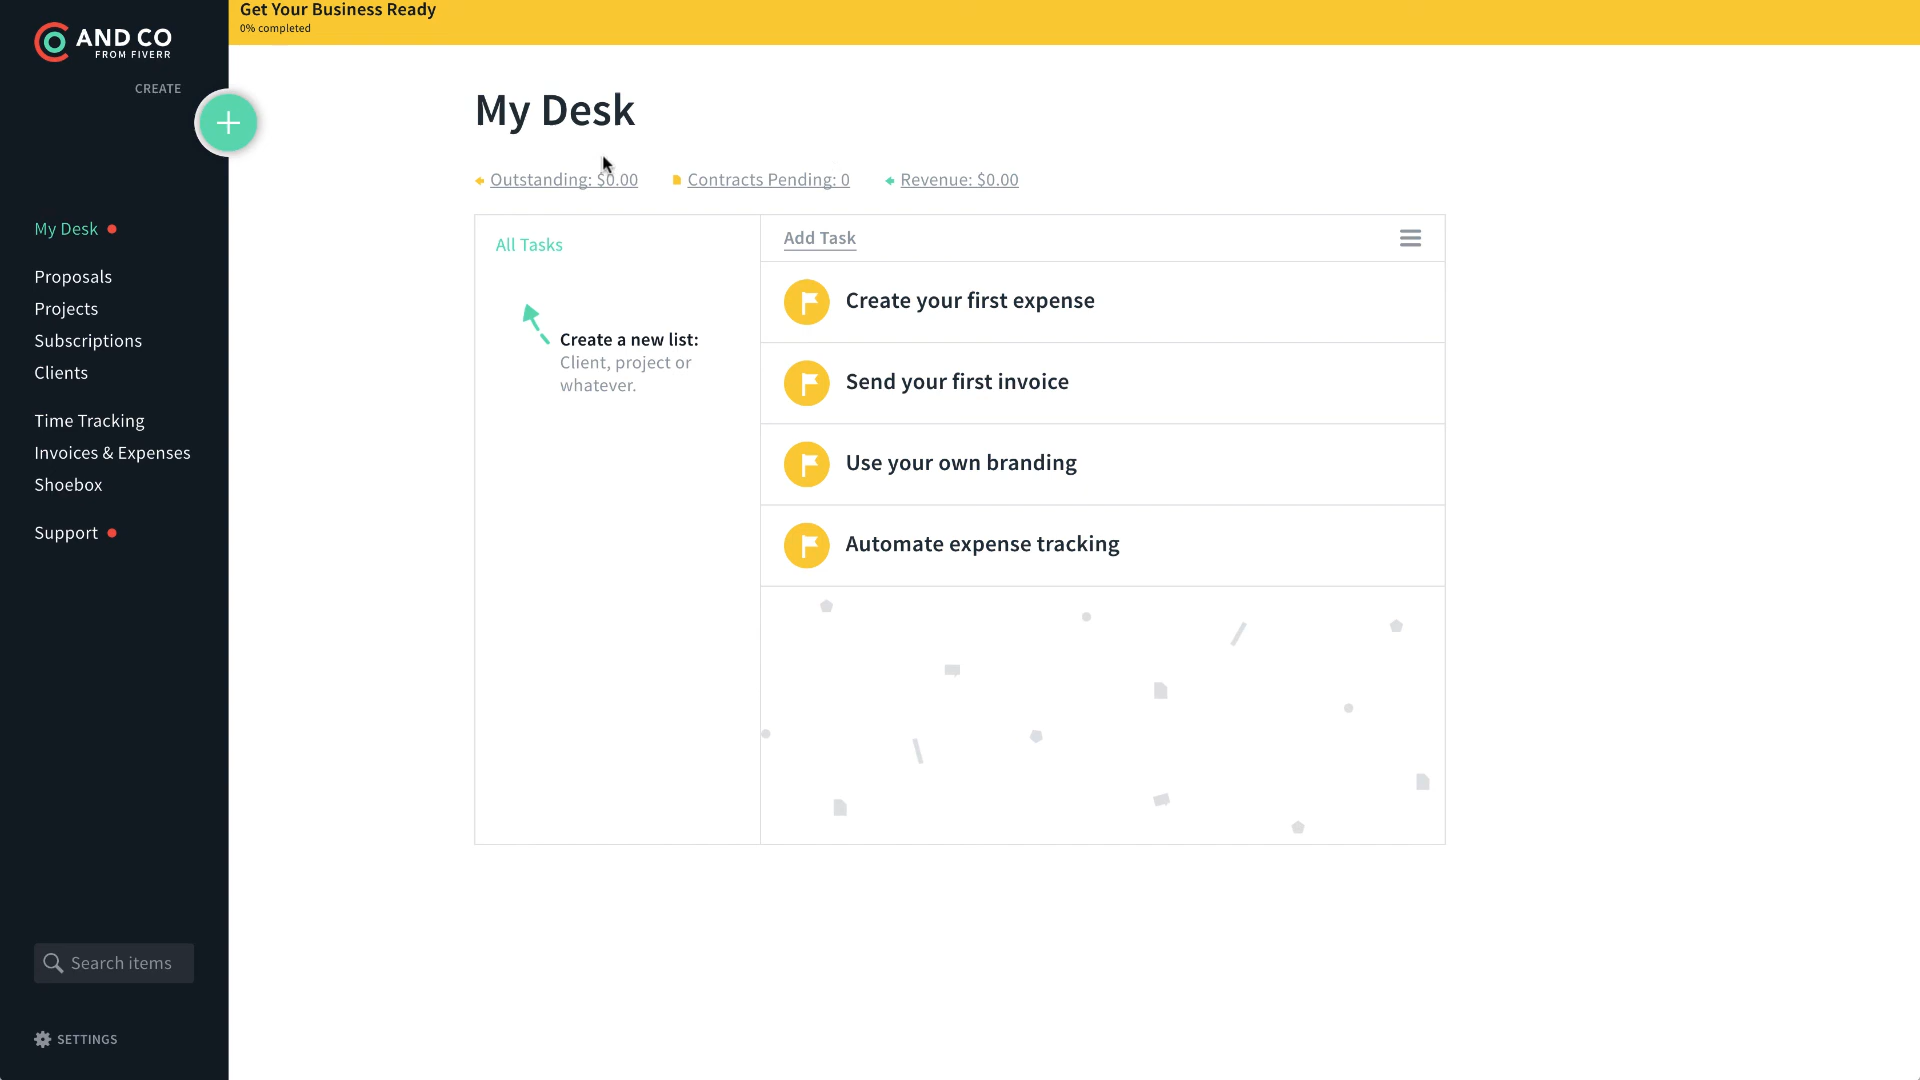 Get Your Business Ready
0% completed
AND CO
FROM FIVERR
CREATE
My Desk
Proposals
Projects
Subscriptions
Clients
Time Tracking
Invoices & Expenses
Shoebox
Support
Search items
SETTINGS
My Desk
Outstanding: $0.00
Contracts Pending: 0
Revenue: $0.00
All Tasks
Create a new list:
Client, project or
whatever.
Add Task
Create your first expense
Send your first invoice
Use your own branding
Automate expense tracking